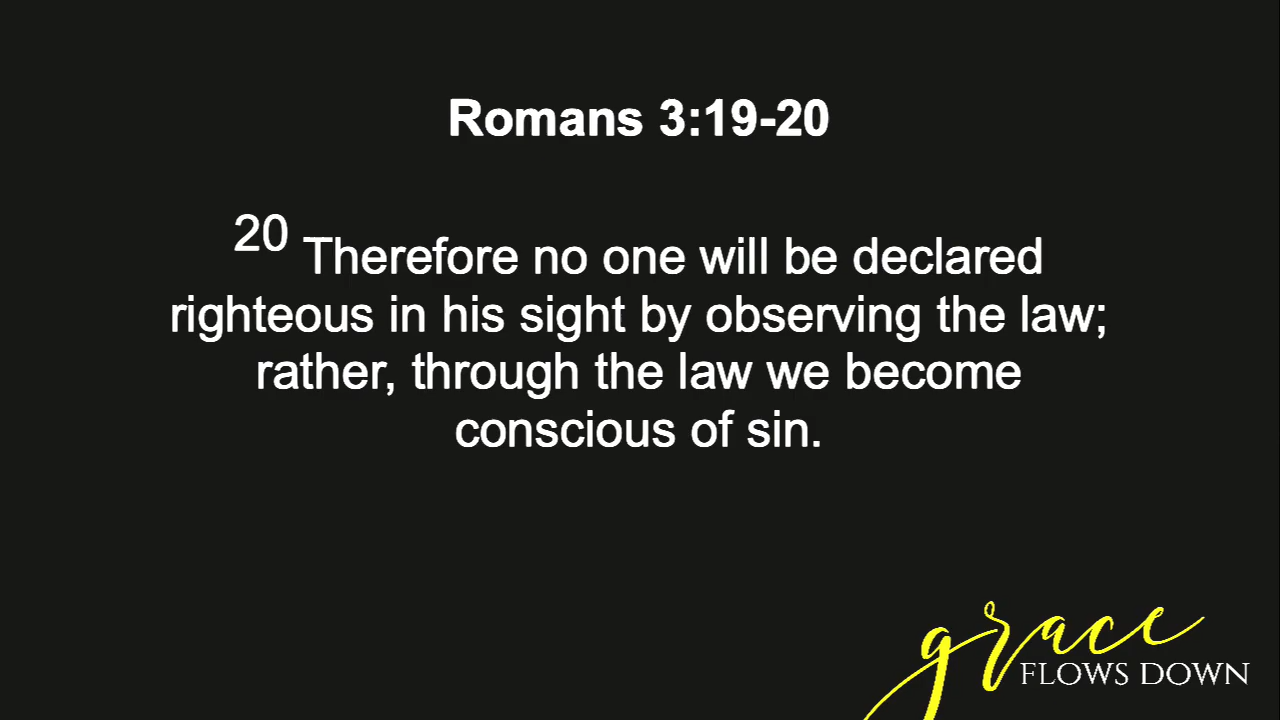 Romans 3:19-20
20 Therefore no one will be declared
righteous in his sight by observing the law;
rather, through the law we become
conscious of sin.
grace
FLOWS DOWN